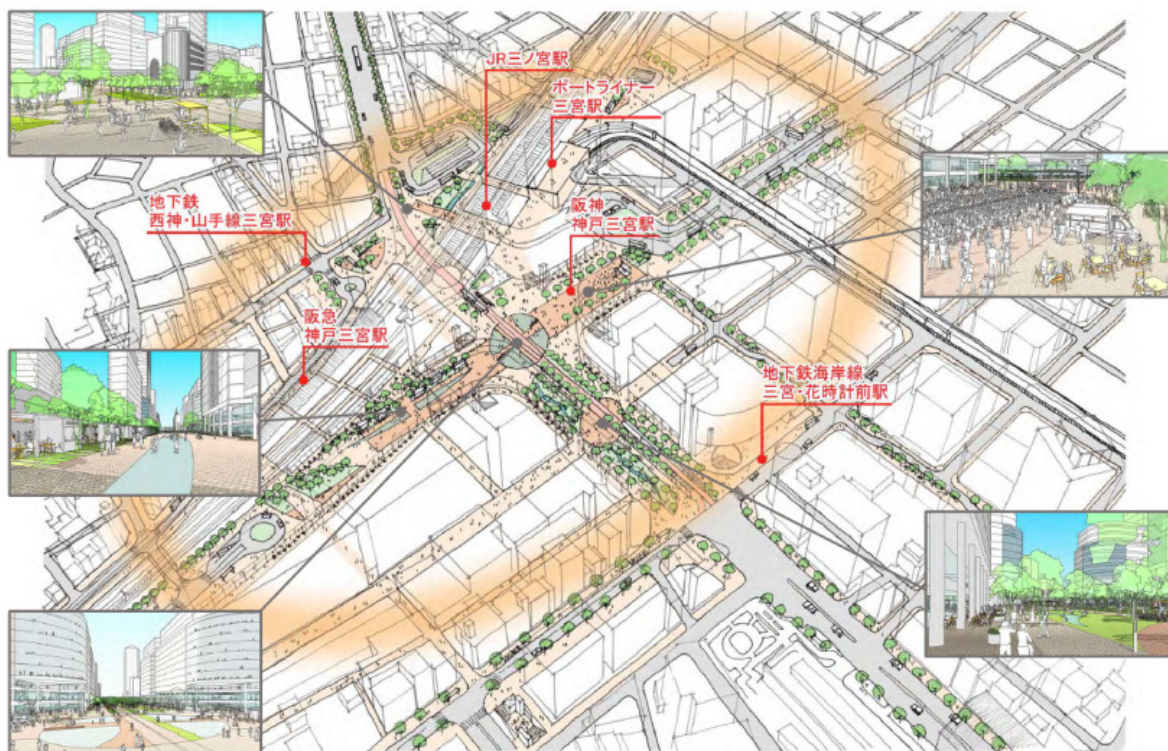 JR三ノ宮駅
ポートライナー
三宮駅
地下鉄
西神・山手線三宮駅
阪神
神戸三宮駅
阪急
神戸三宮駅
地下鉄海岸線
三宮・花時計前駅